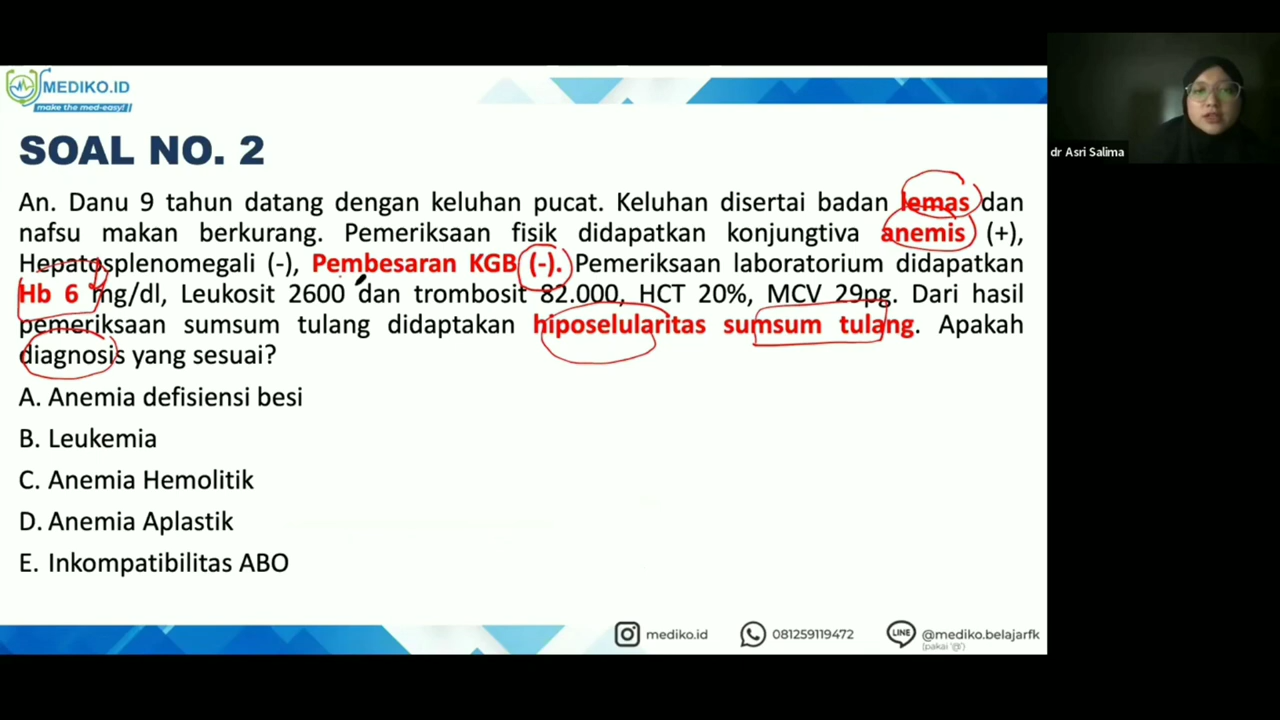 MEDIKO.ID
make the med-easy!
SOAL NO. 2
dr Asri Salima
An. Danu 9 tahun datang dengan keluhan pucat. Keluhan disertai badan lemas dan
nafsu makan berkurang. Pemeriksaan fisik didapatkan konjungtiva anemis (+),
Hepatosplenomegali (-), Pembesaran KGB (-). Pemeriksaan laboratorium didapatkan
Hb 6 mg/dl, Leukosit 2600 dan trombosit 82.000, HCT 20%, MCV 29pg. Dari hasil
pemeriksaan sumsum tulang didaptakan hiposelularitas sumsum tulang. Apakah
diagnosis yang sesuai?
A. Anemia defisiensi besi
B. Leukemia
C. Anemia Hemolitik
D. Anemia Aplastik
E. Inkompatibilitas ABO
mediko.id
081259119472
LINE
@mediko.belajarfk
(pakai '@')